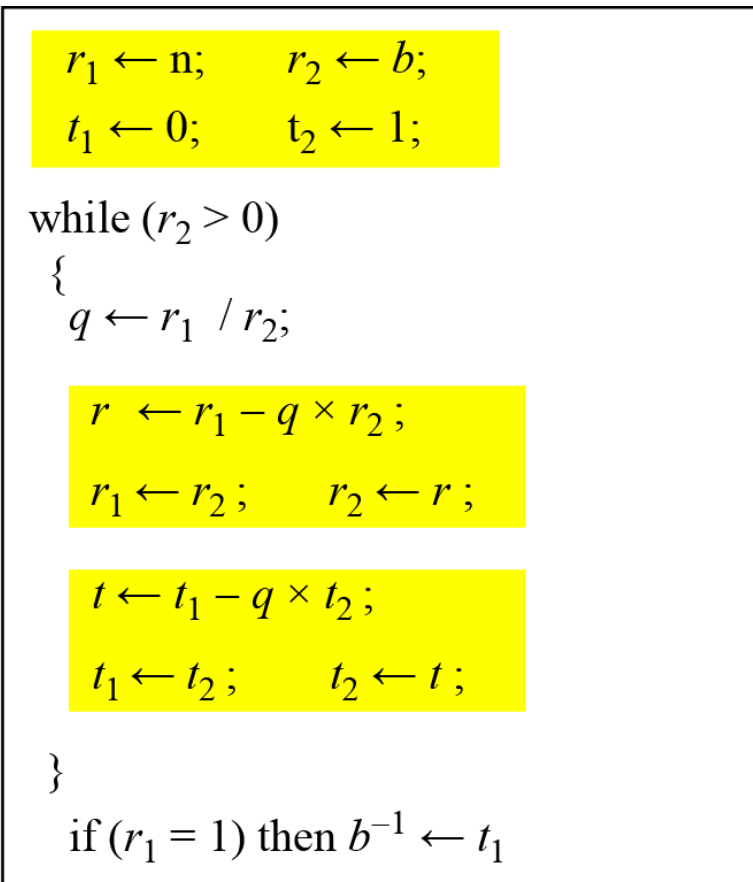 r₁ ← n; r₂ ← b;
t₁ ← 0; t₂ ← 1;
while (r₂ > 0)
{
q ← r₁ / r₂;
r ← r₁ – q × r₂ ;
r₁ ← r₂ ; r₂ ← r ;
t ← t₁ – q × t₂ ;
t₁ ← t₂ ; t₂ ← t ;
}
if (r₁ = 1) then b⁻¹ ← t₁